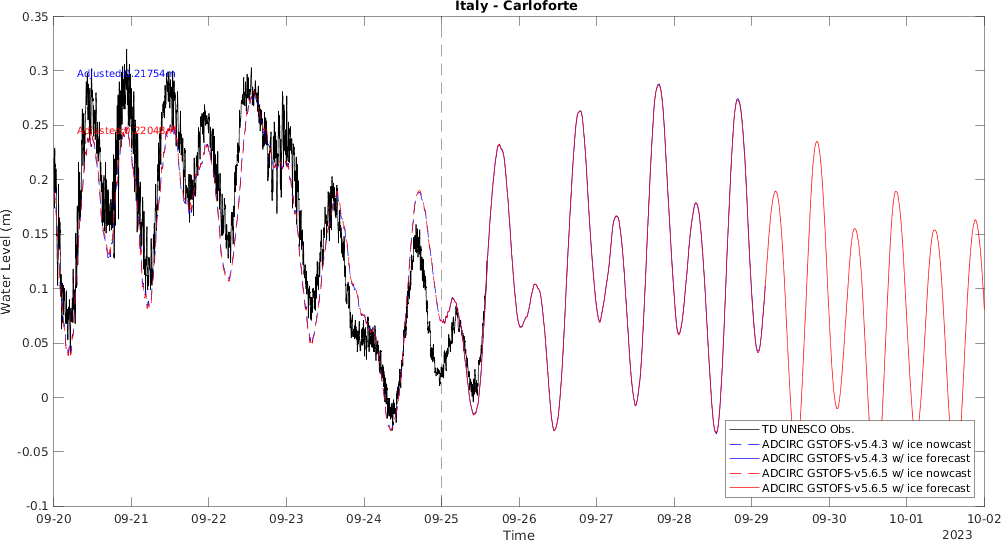 Italy - Carloforte
0.35
0.3
0.25
0.2
0.15
0.1
0.05
0
-0.05
-0.1
Water Level (m)
Adjusted:0.21754m
TD UNESCO Obs.
ADCIRC GSTOFS-v5.4.3 w/ ice nowcast
ADCIRC GSTOFS-v5.4.3 w/ ice forecast
ADCIRC GSTOFS-v5.6.5 w/ ice nowcast
ADCIRC GSTOFS-v5.6.5 w/ ice forecast
09-20 09-21 09-22 09-23 09-24 09-25 09-26 09-27 09-28 09-29 09-30 10-01 10-02
Time
2023